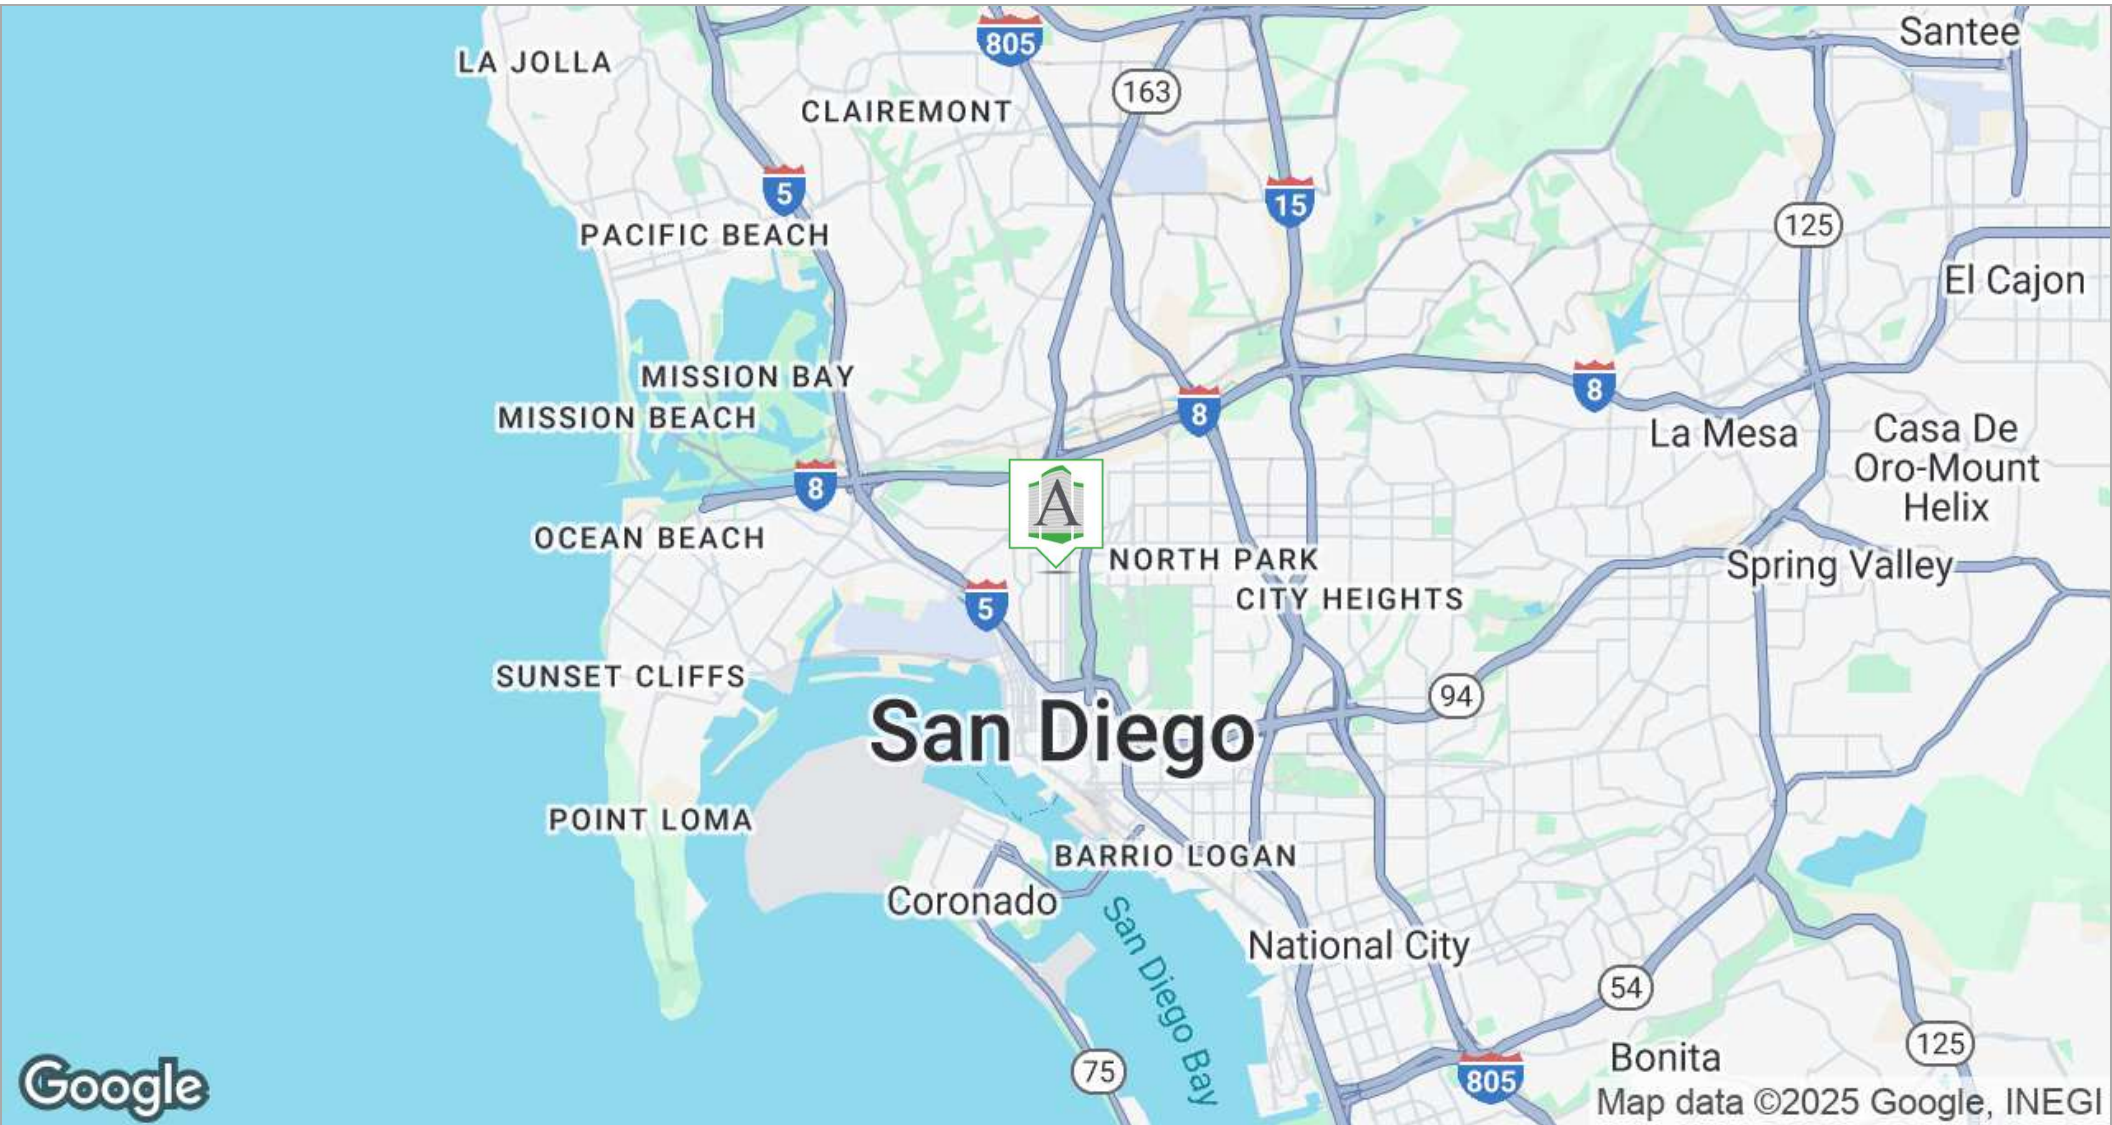 Santee
805
LA JOLLA
163
CLAIREMONT
5
15
125
PACIFIC BEACH
El Cajon
MISSION BAY
8
8
MISSION BEACH
La Mesa
Casa De
Oro-Mount
Helix
8
A
OCEAN BEACH
NORTH PARK
Spring Valley
CITY HEIGHTS
5
SUNSET CLIFFS
94
San Diego
POINT LOMA
BARRIO LOGAN
Coronado
National City
San Diego Bay
54
125
Bonita
75
805
Google
Map data ©2025 Google, INEGI